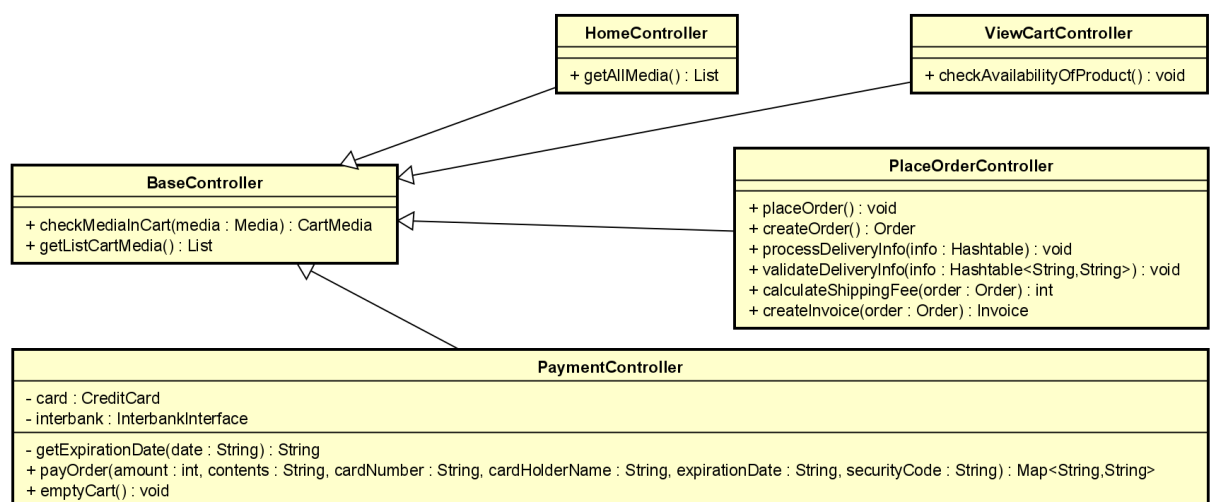 HomeController
+ getAllMedia() : List
ViewCartController
+ checkAvailabilityOfProduct() : void
BaseController
+ checkMediaInCart(media : Media) : CartMedia
+ getListCartMedia() : List
PlaceOrderController
+ placeOrder() : void
+ createOrder() : Order
+ processDeliveryInfo(info : Hashtable) : void
+ validateDeliveryInfo(info : Hashtable<String,String>) : void
+ calculateShippingFee(order : Order) : int
+ createInvoice(order : Order) : Invoice
PaymentController
- card : CreditCard
- interbank : InterbankInterface
- getExpirationDate(date : String) : String
+ payOrder(amount : int, contents : String, cardNumber : String, cardHolderName : String, expirationDate : String, securityCode : String) : Map<String,String>
+ emptyCart() : void